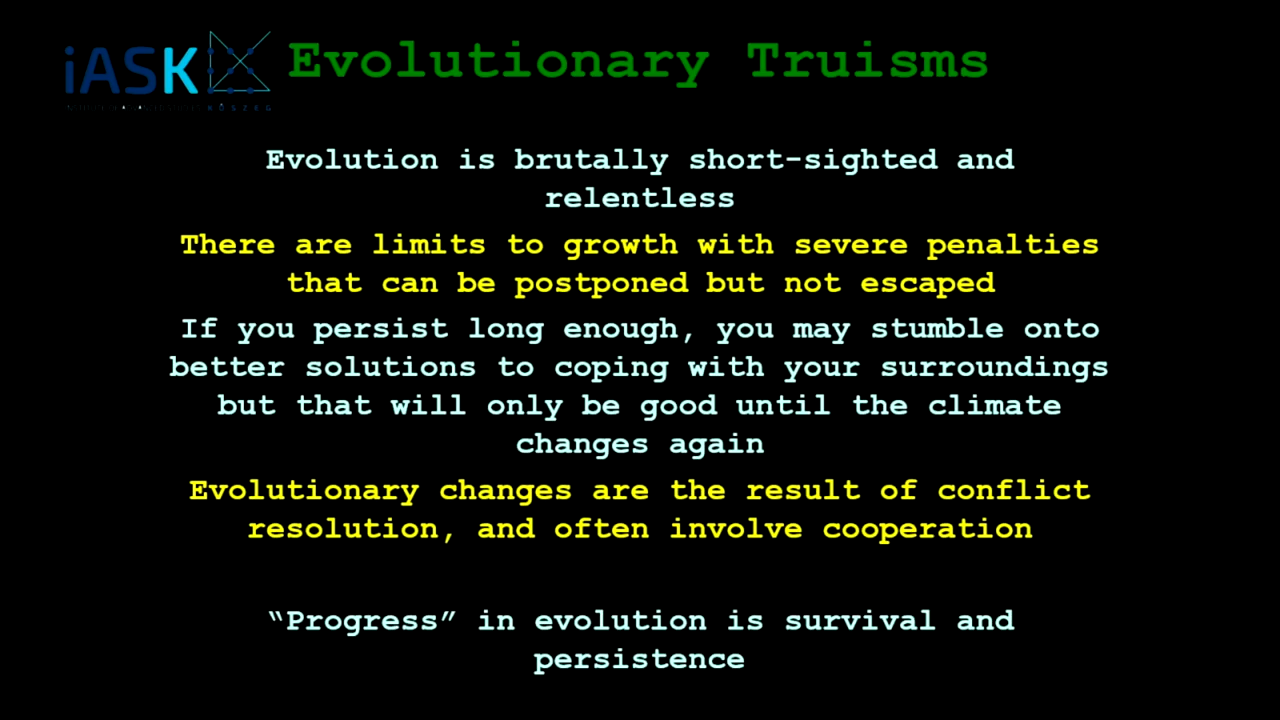 iASK
Evolutionary Truisms
KŐSZEG
Evolution is brutally short-sighted and
relentless
There are limits to growth with severe penalties
that can be postponed but not escaped
If you persist long enough, you may stumble onto
better solutions to coping with your surroundings
but that will only be good until the climate
changes again
Evolutionary changes are the result of conflict
resolution, and often involve cooperation
“Progress” in evolution is survival and
persistence